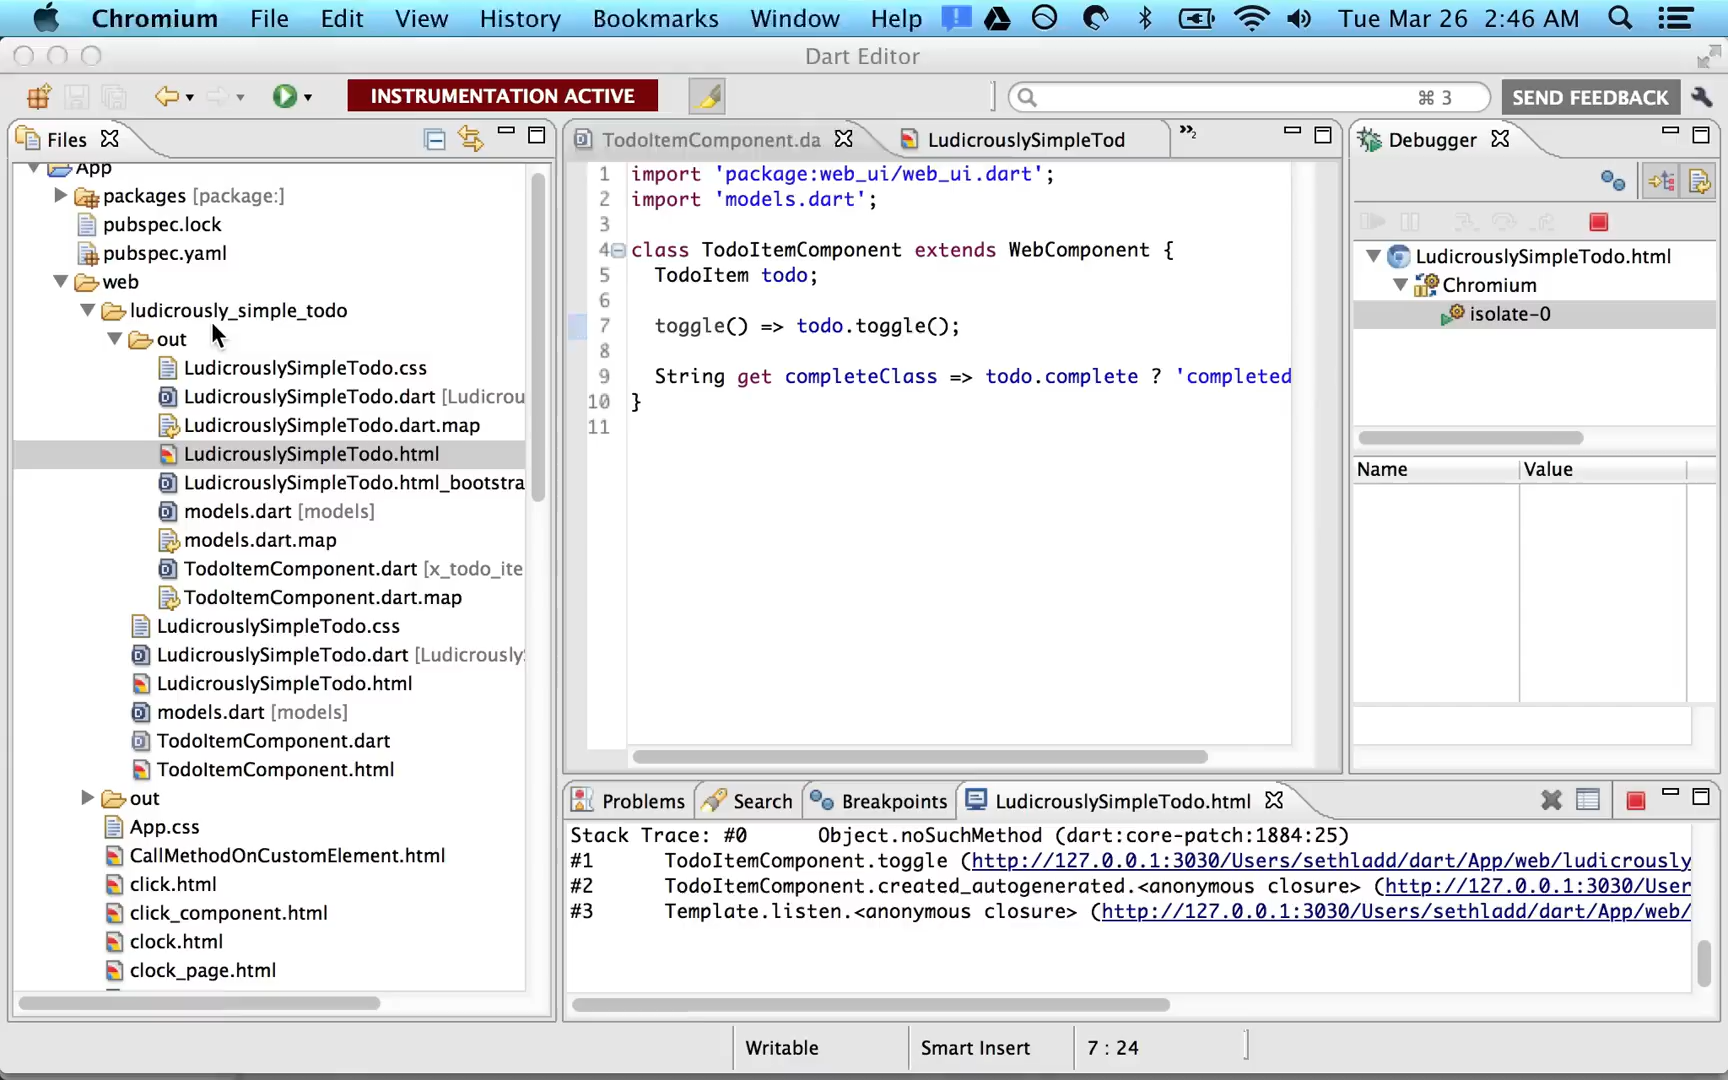 Chromium File Edit View History Bookmarks Window Help Tue Mar 26 2:46 AM
Dart Editor
INSTRUMENTATION ACTIVE
⌘ 3
SEND FEEDBACK
Files
App
packages [package:]
pubspec.lock
pubspec.yaml
web
ludicrously_simple_todo
out
LudicrouslySimpleTodo.css
LudicrouslySimpleTodo.dart [Ludicrou
LudicrouslySimpleTodo.dart.map
LudicrouslySimpleTodo.html
LudicrouslySimpleTodo.html_bootstra
models.dart [models]
models.dart.map
TodoItemComponent.dart [x_todo_ite
TodoItemComponent.dart.map
LudicrouslySimpleTodo.css
LudicrouslySimpleTodo.dart [Ludicrously
LudicrouslySimpleTodo.html
models.dart [models]
TodoItemComponent.dart
TodoItemComponent.html
out
App.css
CallMethodOnCustomElement.html
click.html
click_component.html
clock.html
clock_page.html
TodoItemComponent.da
LudicrouslySimpleTod
»2
1 import 'package:web_ui/web_ui.dart';
2 import 'models.dart';
3
4 class TodoItemComponent extends WebComponent {
5 TodoItem todo;
6
7 toggle() => todo.toggle();
8
9 String get completeClass => todo.complete ? 'completed
10 }
11
Debugger
LudicrouslySimpleTodo.html
Chromium
isolate-0
Name Value
Problems Search Breakpoints LudicrouslySimpleTodo.html
Stack Trace: #0 Object.noSuchMethod (dart:core-patch:1884:25)
#1 TodoItemComponent.toggle (http://127.0.0.1:3030/Users/sethladd/dart/App/web/ludicrously
#2 TodoItemComponent.created_autogenerated.<anonymous closure> (http://127.0.0.1:3030/User
#3 Template.listen.<anonymous closure> (http://127.0.0.1:3030/Users/sethladd/dart/App/web/
Writable Smart Insert 7 : 24